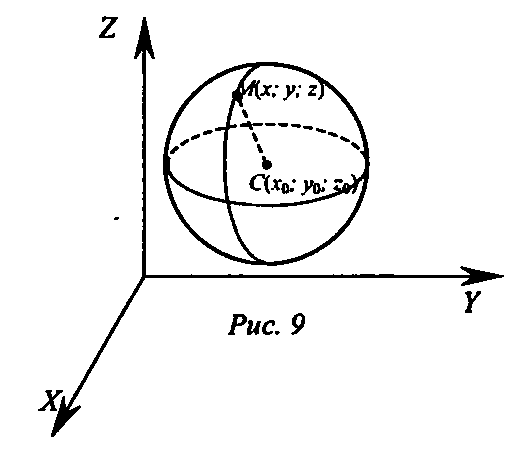 Z
M(x; y; z)
C(x₀; y₀; z₀)
Y
Рис. 9
X